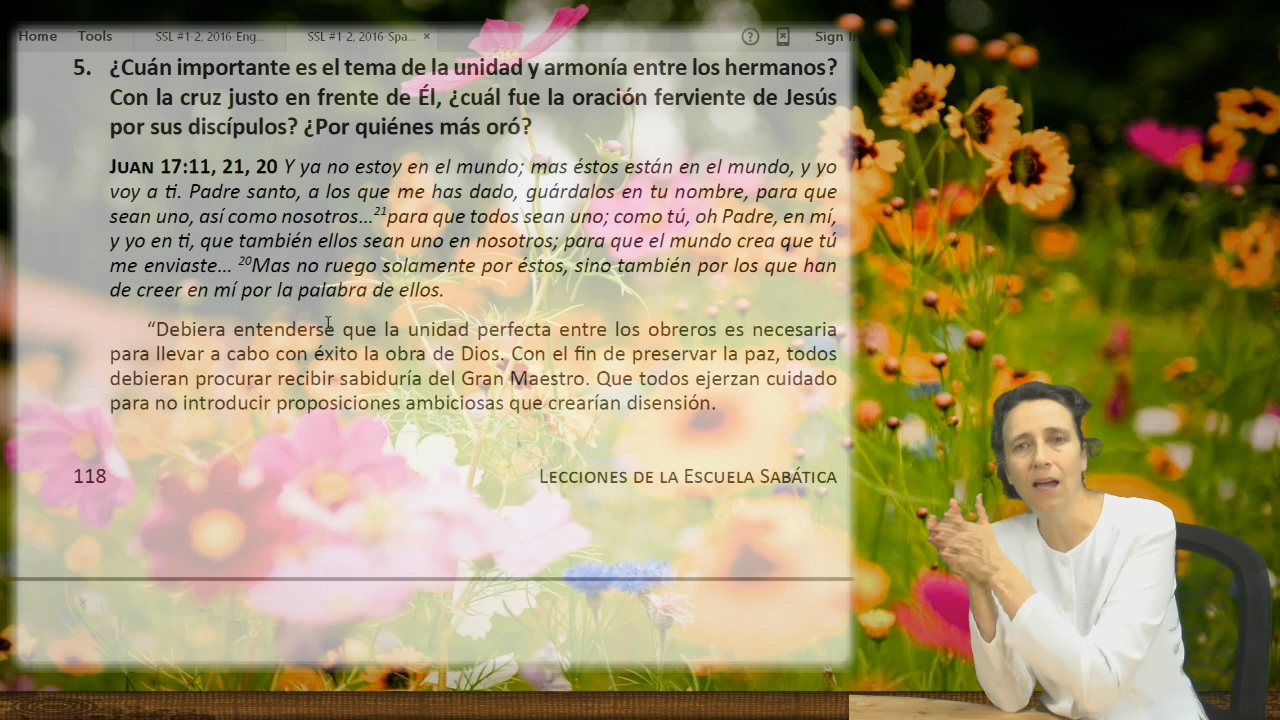 Home Tools SSL #1-2, 2016-Eng... SSL #1-2, 2016-Spa... × ? Sign In
5. ¿Cuán importante es el tema de la unidad y armonía entre los hermanos?
Con la cruz justo en frente de Él, ¿cuál fue la oración ferviente de Jesús
por sus discípulos? ¿Por quiénes más oró?
JUAN 17:11, 21, 20 Y ya no estoy en el mundo; mas éstos están en el mundo, y yo
voy a ti. Padre santo, a los que me has dado, guárdalos en tu nombre, para que
sean uno, así como nosotros...21para que todos sean uno; como tú, oh Padre, en mí,
y yo en ti, que también ellos sean uno en nosotros; para que el mundo crea que tú
me enviaste... 20Mas no ruego solamente por éstos, sino también por los que han
de creer en mí por la palabra de ellos.
“Debiera entenderse que la unidad perfecta entre los obreros es necesaria
para llevar a cabo con éxito la obra de Dios. Con el fin de preservar la paz, todos
debieran procurar recibir sabiduría del Gran Maestro. Que todos ejerzan cuidado
para no introducir proposiciones ambiciosas que crearían disensión.
118 LECCIONES DE LA ESCUELA SABÁTICA